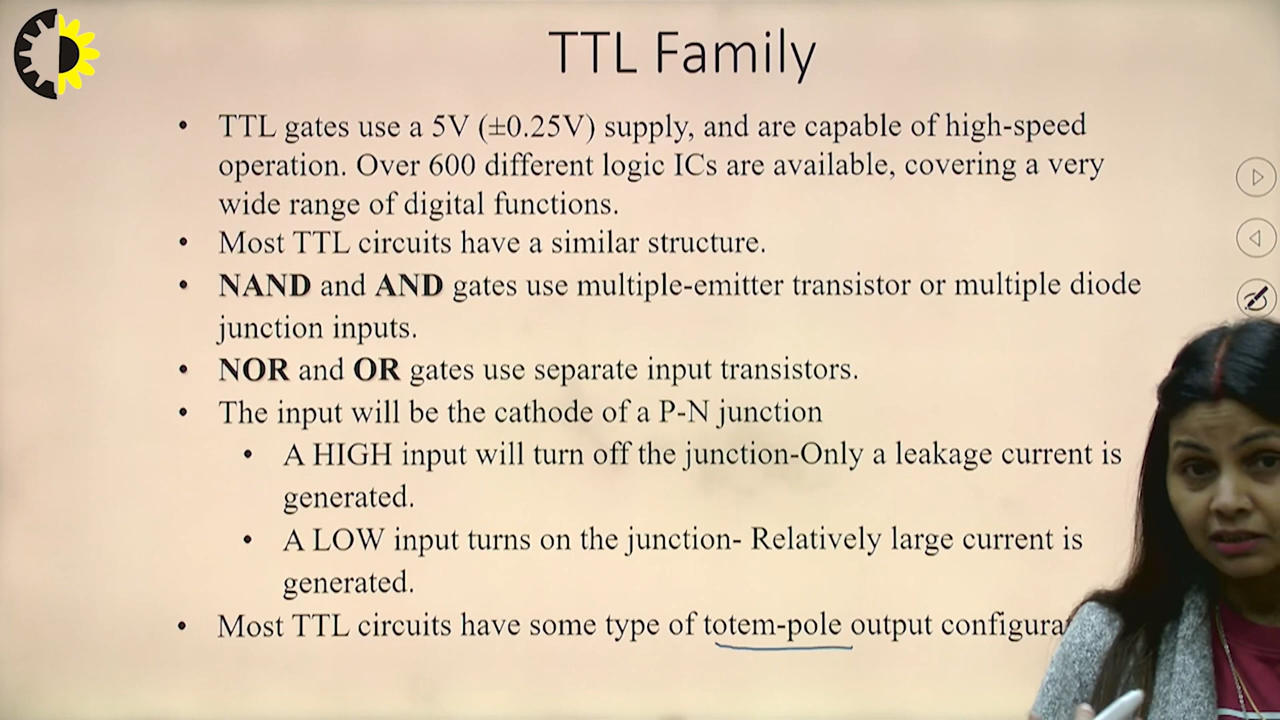 TTL Family
• TTL gates use a 5V (±0.25V) supply, and are capable of high-speed
operation. Over 600 different logic ICs are available, covering a very
wide range of digital functions.
• Most TTL circuits have a similar structure.
• NAND and AND gates use multiple-emitter transistor or multiple diode
junction inputs.
• NOR and OR gates use separate input transistors.
• The input will be the cathode of a P-N junction
• A HIGH input will turn off the junction-Only a leakage current is
generated.
• A LOW input turns on the junction- Relatively large current is
generated.
• Most TTL circuits have some type of totem-pole output